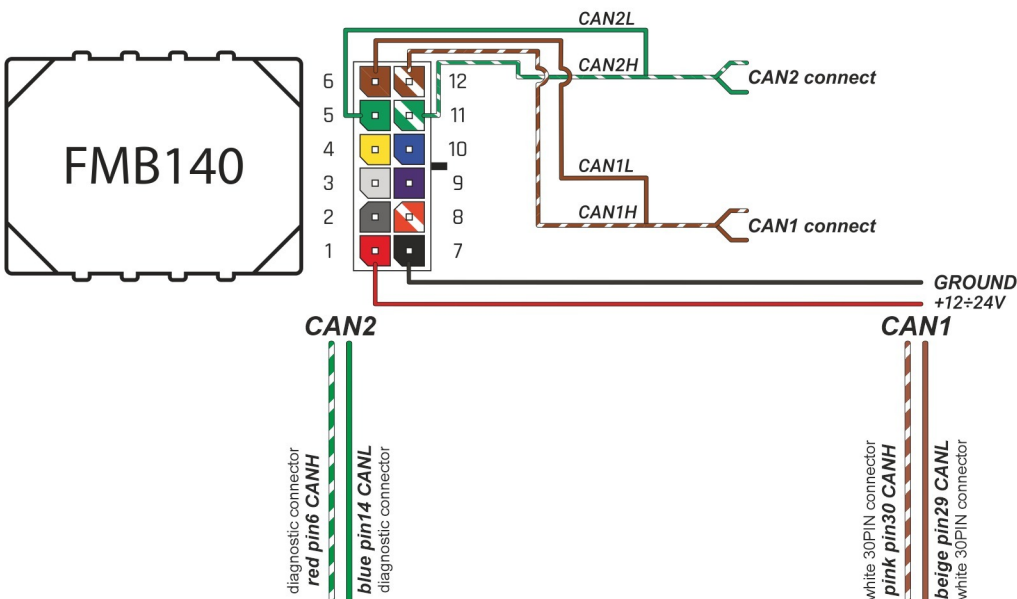 CAN2L
CAN2H
CAN2 connect
FMB140
6 12
5 11
4 10
3 9
2 8
1 7
CAN1L
CAN1H
CAN1 connect
GROUND
+12÷24V
CAN2
CAN1
diagnostic connector
red pin6 CANH
blue pin14 CANL
diagnostic connector
white 30PIN connector
pink pin30 CANH
beige pin29 CANL
white 30PIN connector